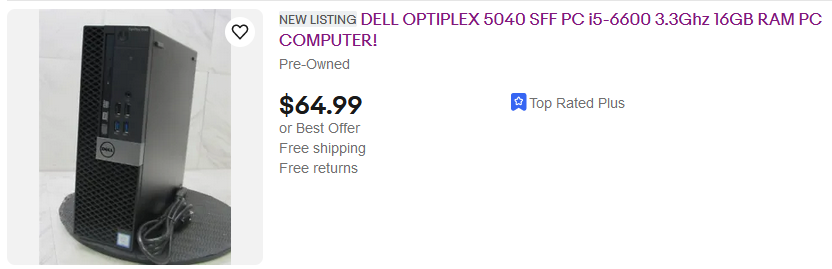 NEW LISTING DELL OPTIPLEX 5040 SFF PC i5-6600 3.3Ghz 16GB RAM PC
COMPUTER!
Pre-Owned
$64.99
Top Rated Plus
or Best Offer
Free shipping
Free returns
DELL